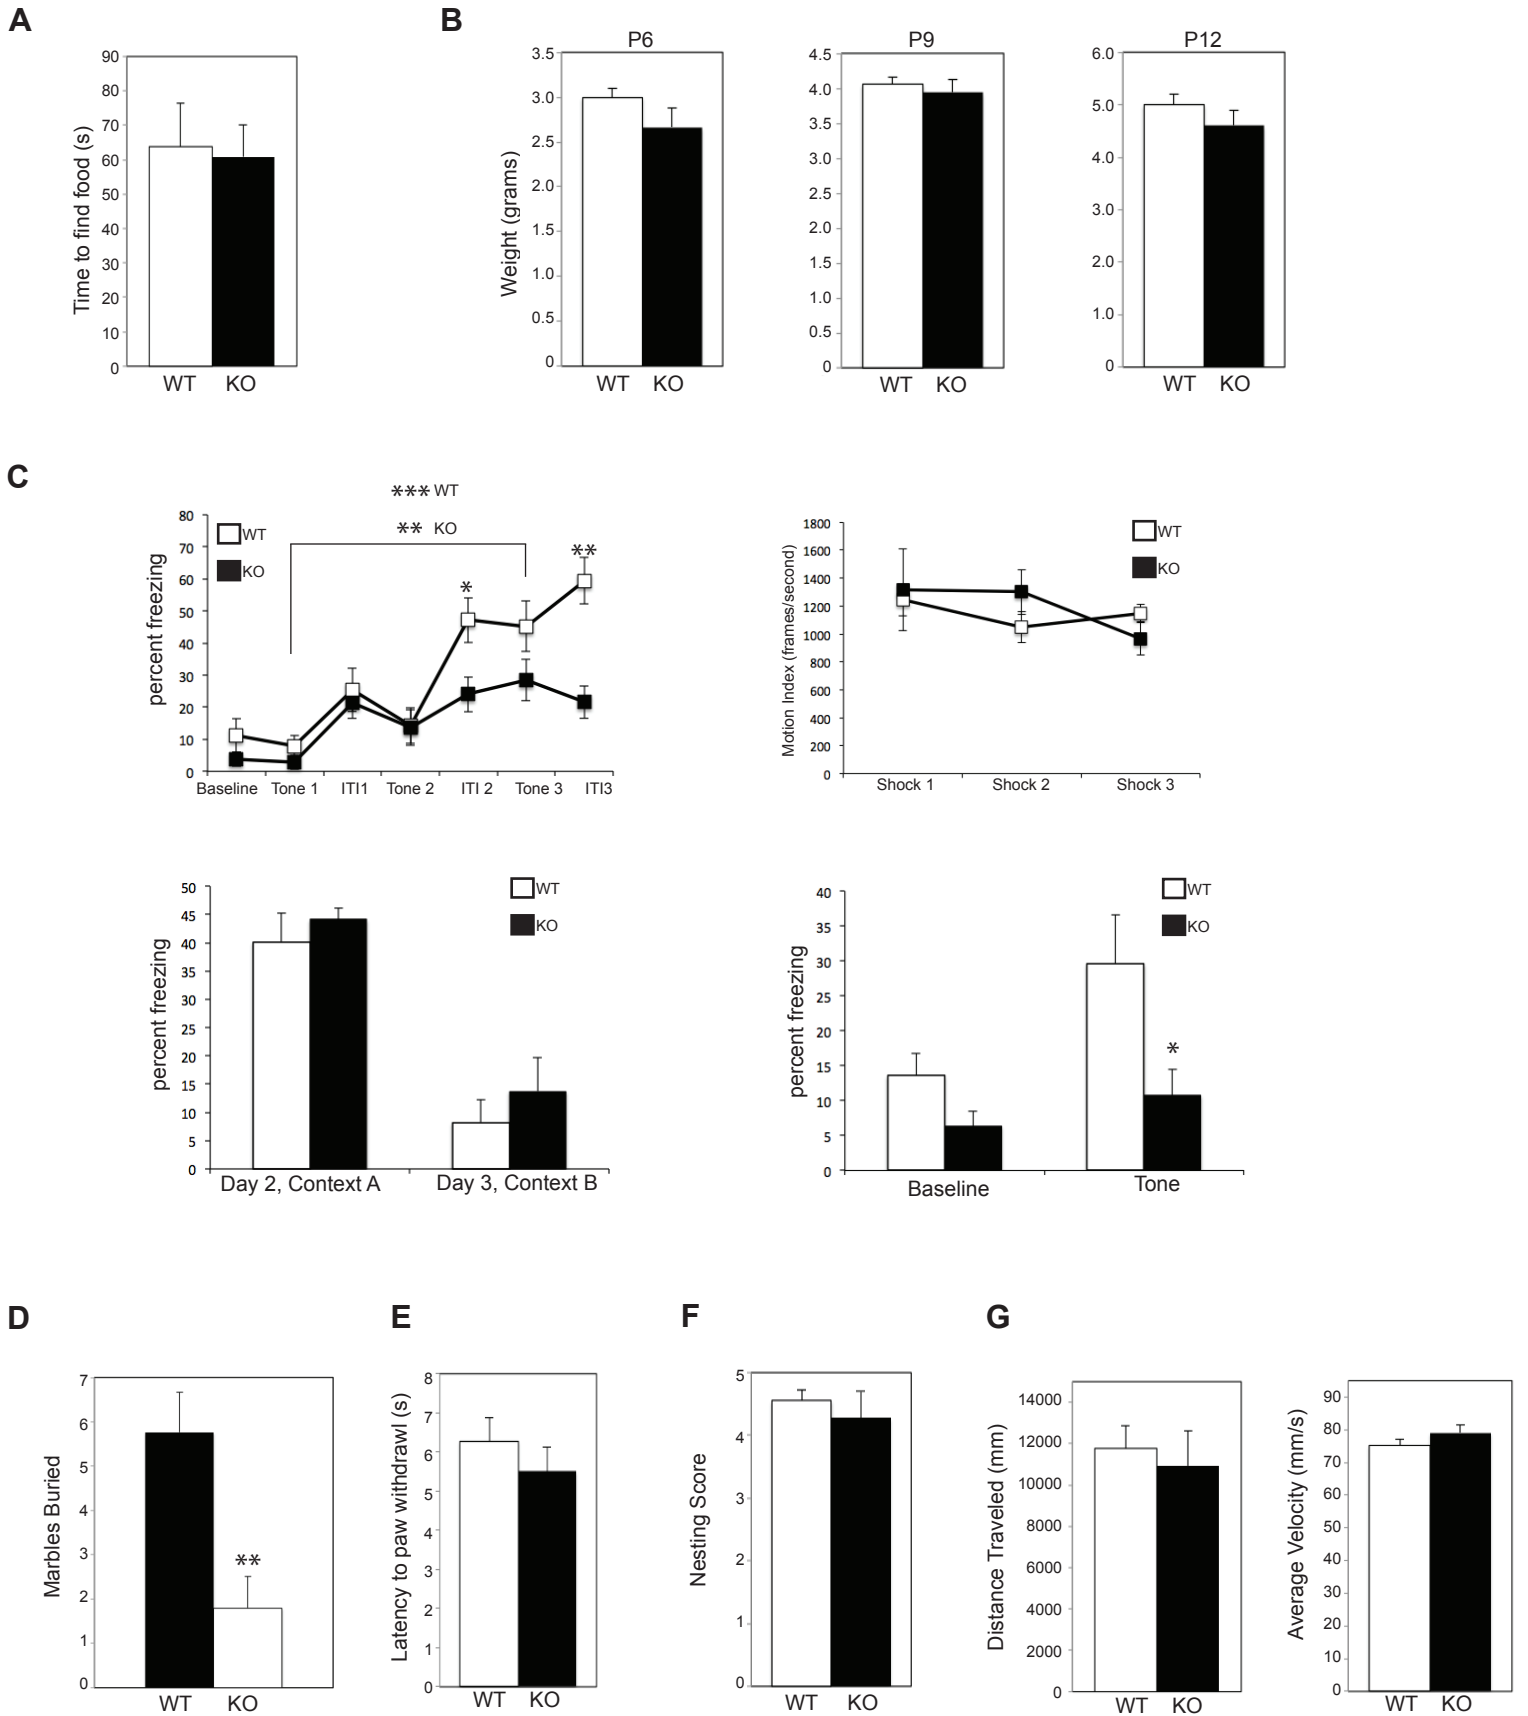 A
90
80
70
60
50
40
30
20
10
0
Time to find food (s)
WT KO
B
P6
3.5
3.0
2.5
2.0
1.5
1.0
0.5
0
Weight (grams)
WT KO
P9
4.5
4.0
3.5
3.0
2.5
2.0
1.5
1.0
0.5
0
WT KO
P12
6.0
5.0
4.0
3.0
2.0
1.0
0
WT KO
C
*** WT
** KO
WT
KO
*
**
80
70
60
50
40
30
20
10
0
percent freezing
Baseline Tone 1 ITI1 Tone 2 ITI 2 Tone 3 ITI3
1800
1600
1400
1200
1000
800
600
400
200
0
Motion Index (frames/second)
WT
KO
Shock 1 Shock 2 Shock 3
50
45
40
35
30
25
20
15
10
5
0
percent freezing
WT
KO
Day 2, Context A Day 3, Context B
40
35
30
25
20
15
10
5
0
percent freezing
WT
KO
*
Baseline Tone
D
7
6
5
4
3
2
1
0
Marbles Buried
**
WT KO
E
8
7
6
5
4
3
2
1
0
Latency to paw withdrawl (s)
WT KO
F
5
4
3
2
1
0
Nesting Score
WT KO
G
14000
12000
10000
8000
6000
4000
2000
0
Distance Traveled (mm)
WT KO
90
80
70
60
50
40
30
20
10
0
Average Velocity (mm/s)
WT KO